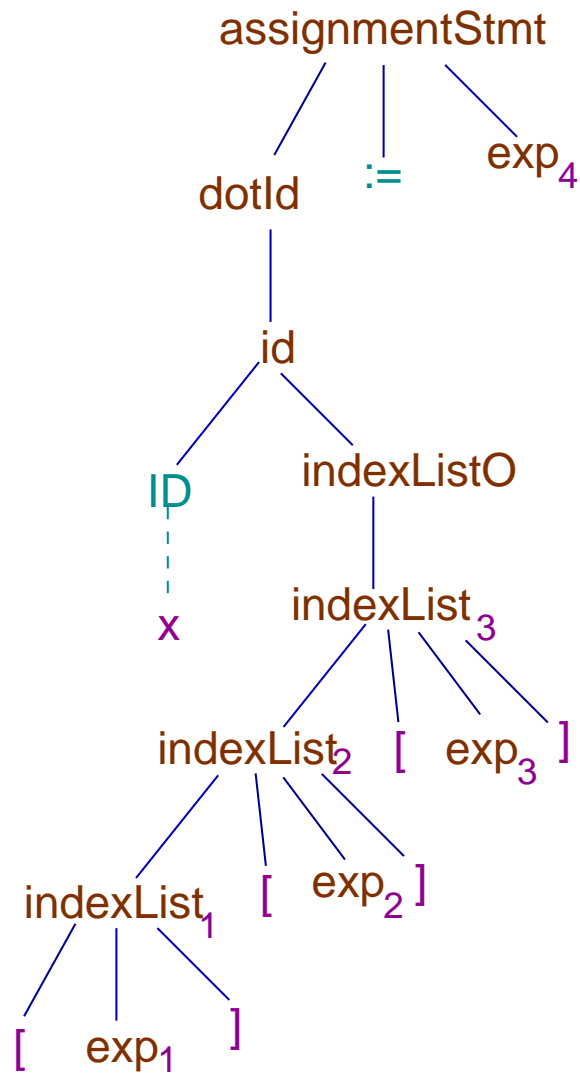 assignmentStmt
dotId := exp4
id
ID indexListO
x indexList3
indexList2 [ exp3 ]
indexList1 [ exp2 ]
[ exp1 ]